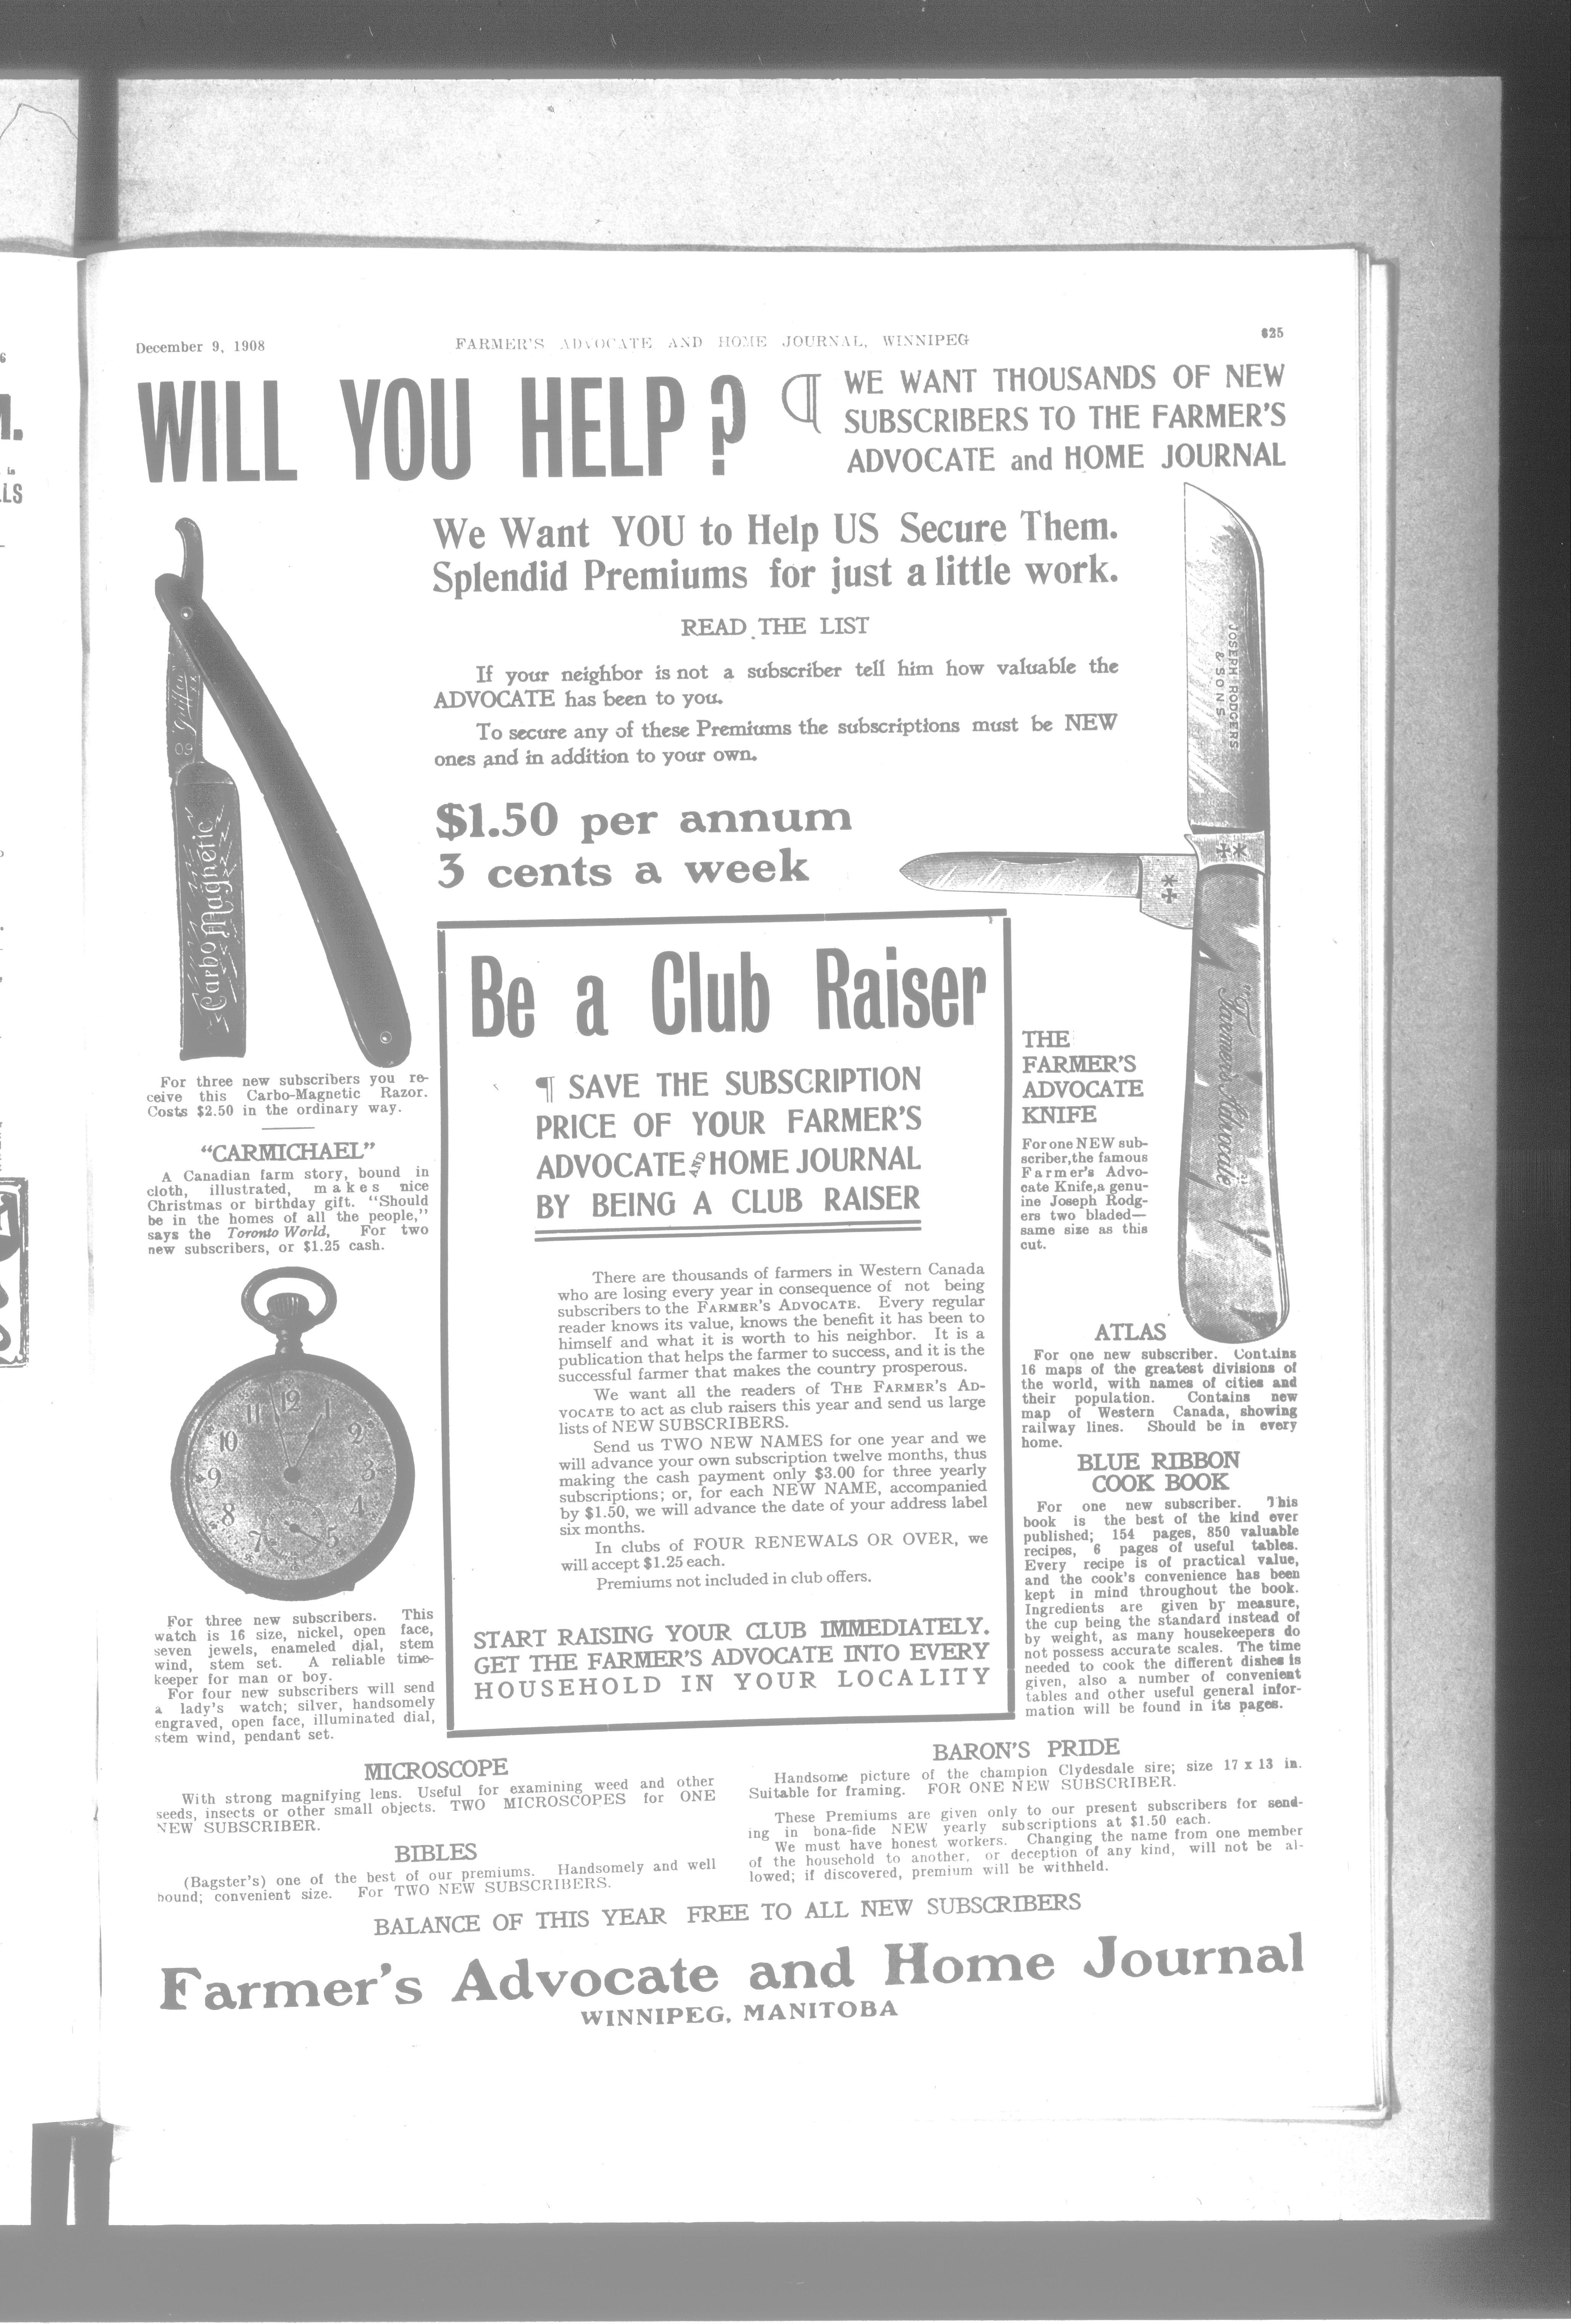 December 9, 1908
FARMER'S ADVOCATE AND HOME JOURNAL, WINNIPEG
625
WILL YOU HELP?
¶ WE WANT THOUSANDS OF NEW
SUBSCRIBERS TO THE FARMER'S
ADVOCATE and HOME JOURNAL
We Want YOU to Help US Secure Them.
Splendid Premiums for just a little work.
READ THE LIST
If your neighbor is not a subscriber tell him how valuable the
ADVOCATE has been to you.
To secure any of these Premiums the subscriptions must be NEW
ones and in addition to your own.
$1.50 per annum
3 cents a week
Carbo Magnetic
For three new subscribers you re-
ceive this Carbo-Magnetic Razor.
Costs $2.50 in the ordinary way.
"CARMICHAEL"
A Canadian farm story, bound in
cloth, illustrated, makes nice
Christmas or birthday gift. "Should
be in the homes of all the people,"
says the Toronto World, For two
new subscribers, or $1.25 cash.
11 12 1
10 2
9 3
8 4
7 5
For three new subscribers. This
watch is 16 size, nickel, open face,
seven jewels, enameled dial, stem
wind, stem set. A reliable time-
keeper for man or boy.
For four new subscribers will send
a lady's watch; silver, handsomely
engraved, open face, illuminated dial,
stem wind, pendant set.
Be a Club Raiser
¶ SAVE THE SUBSCRIPTION
PRICE OF YOUR FARMER'S
ADVOCATE AND HOME JOURNAL
BY BEING A CLUB RAISER
There are thousands of farmers in Western Canada
who are losing every year in consequence of not being
subscribers to the FARMER'S ADVOCATE. Every regular
reader knows its value, knows the benefit it has been to
himself and what it is worth to his neighbor. It is a
publication that helps the farmer to success, and it is the
successful farmer that makes the country prosperous.
We want all the readers of THE FARMER'S AD-
VOCATE to act as club raisers this year and send us large
lists of NEW SUBSCRIBERS.
Send us TWO NEW NAMES for one year and we
will advance your own subscription twelve months, thus
making the cash payment only $3.00 for three yearly
subscriptions; or, for each NEW NAME, accompanied
by $1.50, we will advance the date of your address label
six months.
In clubs of FOUR RENEWALS OR OVER, we
will accept $1.25 each.
Premiums not included in club offers.
START RAISING YOUR CLUB IMMEDIATELY.
GET THE FARMER'S ADVOCATE INTO EVERY
HOUSEHOLD IN YOUR LOCALITY
JOSEPH RODGERS
& SONS
"Farmer's Advocate"
THE
FARMER'S
ADVOCATE
KNIFE
For one NEW sub-
scriber, the famous
Farmer's Advo-
cate Knife, a genu-
ine Joseph Rodg-
ers two bladed—
same size as this
cut.
ATLAS
For one new subscriber. Contains
16 maps of the greatest divisions of
the world, with names of cities and
their population. Contains new
map of Western Canada, showing
railway lines. Should be in every
home.
BLUE RIBBON
COOK BOOK
For one new subscriber. This
book is the best of the kind ever
published; 154 pages, 850 valuable
recipes, 6 pages of useful tables.
Every recipe is of practical value,
and the cook's convenience has been
kept in mind throughout the book.
Ingredients are given by measure,
the cup being the standard instead of
by weight, as many housekeepers do
not possess accurate scales. The time
needed to cook the different dishes is
given, also a number of convenient
tables and other useful general infor-
mation will be found in its pages.
MICROSCOPE
With strong magnifying lens. Useful for examining weed and other
seeds, insects or other small objects. TWO MICROSCOPES for ONE
NEW SUBSCRIBER.
BIBLES
(Bagster's) one of the best of our premiums. Handsomely and well
bound; convenient size. For TWO NEW SUBSCRIBERS.
BARON'S PRIDE
Handsome picture of the champion Clydesdale sire; size 17 x 13 in.
Suitable for framing. FOR ONE NEW SUBSCRIBER.
These Premiums are given only to our present subscribers for send-
ing in bona-fide NEW yearly subscriptions at $1.50 each.
We must have honest workers. Changing the name from one member
of the household to another, or deception of any kind, will not be al-
lowed; if discovered, premium will be withheld.
BALANCE OF THIS YEAR FREE TO ALL NEW SUBSCRIBERS
Farmer's Advocate and Home Journal
WINNIPEG, MANITOBA